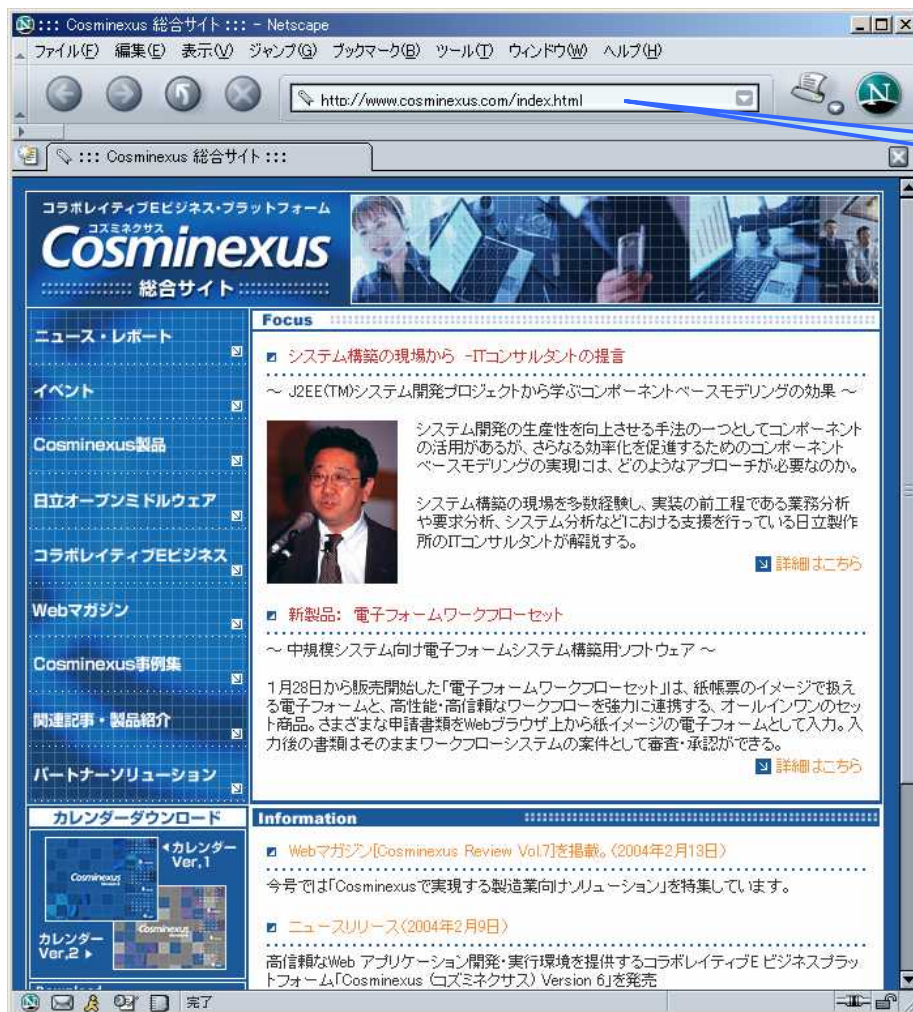 ::: Cosminexus 総合サイト ::: - Netscape
ファイル(F) 編集(E) 表示(V) ジャンプ(G) ブックマーク(B) ツール(T) ウィンドウ(W) ヘルプ(H)
http://www.cosminexus.com/index.html
N
::: Cosminexus 総合サイト :::
コラボレイティブEビジネス・プラットフォーム
コズミネクサス
Cosminexus
総合サイト
ニュース・レポート
イベント
Cosminexus製品
日立オープンミドルウェア
コラボレイティブEビジネス
Webマガジン
Cosminexus事例集
関連記事・製品紹介
パートナーソリューション
カレンダーダウンロード
カレンダー
Ver,1
Cosminexus
Cosminexus
カレンダー
Ver,2
Focus
システム構築の現場から -ITコンサルタントの提言
～ J2EE(TM)システム開発プロジェクトから学ぶコンポーネントベースモデリングの効果 ～
システム開発の生産性を向上させる手法の一つとしてコンポーネント
の活用があるが、さらなる効率化を促進するためのコンポーネント
ベースモデリングの実現には、どのようなアプローチが必要なのか。
システム構築の現場を多数経験し、実装の前工程である業務分析
や要求分析、システム分析などにおける支援を行っている日立製作
所のITコンサルタントが解説する。
詳細はこちら
新製品： 電子フォームワークフローセット
～ 中規模システム向け電子フォームシステム構築用ソフトウェア ～
1月28日から販売開始した「電子フォームワークフローセット」は、紙帳票のイメージで扱え
る電子フォームと、高性能・高信頼なワークフローを強力に連携する、オールインワンのセッ
ト商品。さまざまな申請書類をWebブラウザ上から紙イメージの電子フォームとして入力。入
力後の書類はそのままワークフローシステムの案件として審査・承認ができる。
詳細はこちら
Information
Webマガジン[Cosminexus Review Vol.7]を掲載。(2004年2月13日)
今号では「Cosminexusで実現する製造業向けソリューション」を特集しています。
ニュースリリース(2004年2月9日)
高信頼なWeb アプリケーション開発・実行環境を提供するコラボレイティブE ビジネスプラッ
トフォーム「Cosminexus (コズミネクサス) Version 6」を発売
完了